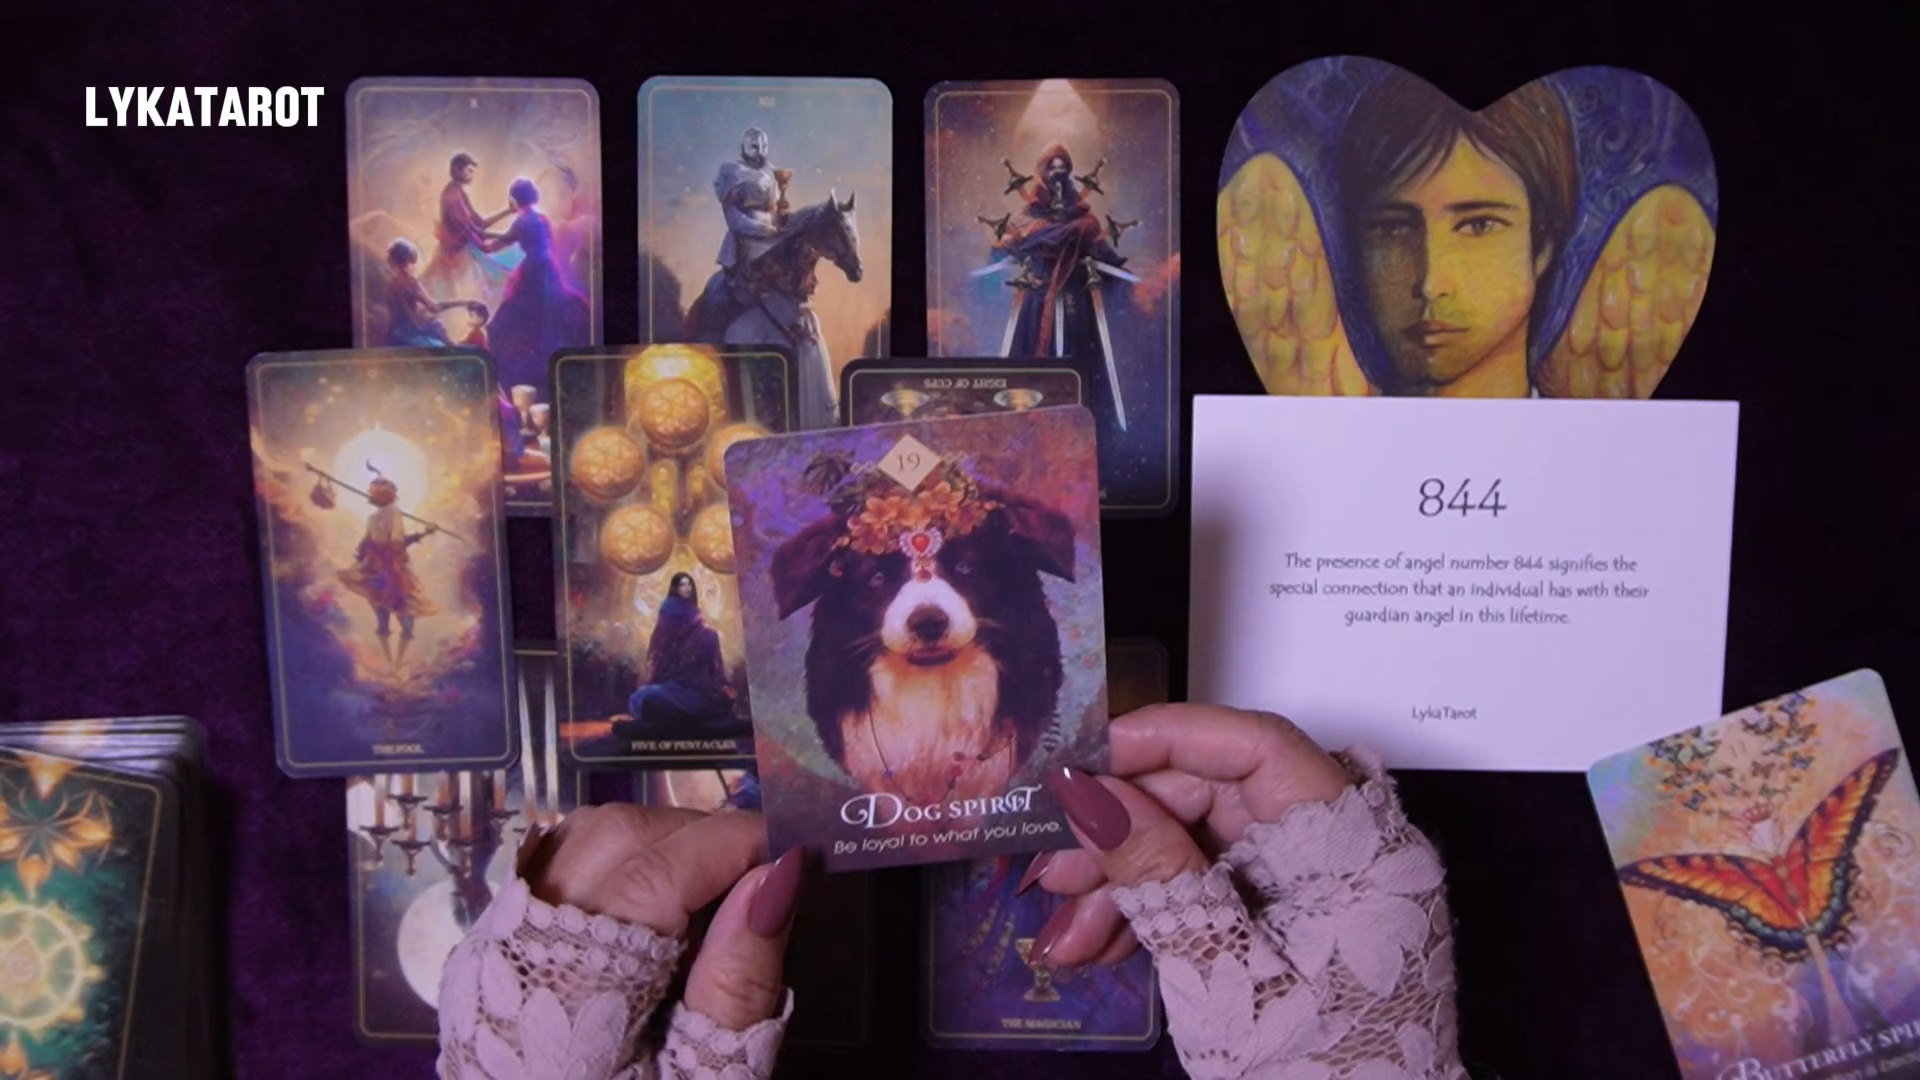 LYKATAROT
X
EIGHT OF CUPS
19
844
The presence of angel number 844 signifies the
special connection that an individual has with their
guardian angel in this lifetime.
LykaTarot
THE FOOL
FIVE OF PENTACLES
DOG SPIRIT
Be loyal to what you love.
THE MAGICIAN
BUTTERFLY